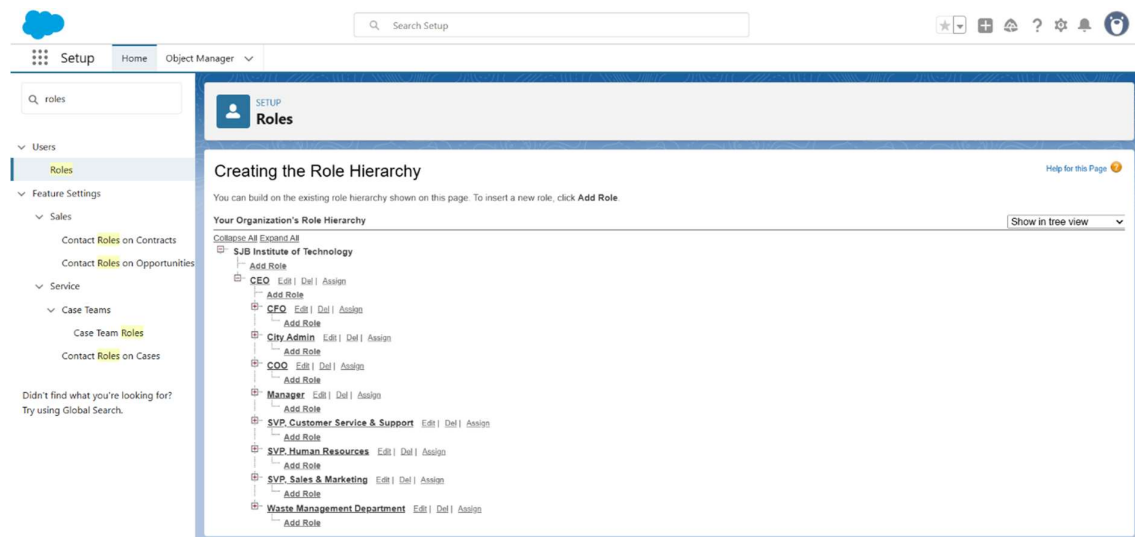 Search Setup
Setup
Home
Object Manager
roles
Users
Roles
Feature Settings
Sales
Contact Roles on Contracts
Contact Roles on Opportunities
Service
Case Teams
Case Team Roles
Contact Roles on Cases
Didn't find what you're looking for?
Try using Global Search.
SETUP
Roles
Creating the Role Hierarchy
Help for this Page
You can build on the existing role hierarchy shown on this page. To insert a new role, click Add Role.
Your Organization's Role Hierarchy
Show in tree view
Collapse All Expand All
SJB Institute of Technology
Add Role
CEO Edit | Del | Assign
Add Role
CFO Edit | Del | Assign
Add Role
City Admin Edit | Del | Assign
Add Role
COO Edit | Del | Assign
Add Role
Manager Edit | Del | Assign
Add Role
SVP, Customer Service & Support Edit | Del | Assign
Add Role
SVP, Human Resources Edit | Del | Assign
Add Role
SVP, Sales & Marketing Edit | Del | Assign
Add Role
Waste Management Department Edit | Del | Assign
Add Role